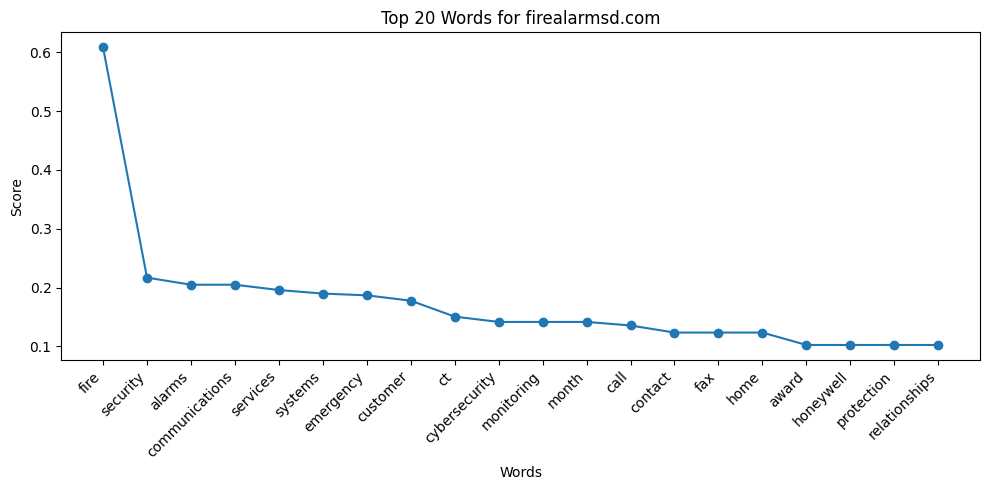 Top 20 Words for firealarmsd.com
Score
0.6
0.5
0.4
0.3
0.2
0.1
fire
security
alarms
communications
services
systems
emergency
customer
ct
cybersecurity
monitoring
month
call
contact
fax
home
award
honeywell
protection
relationships
Words